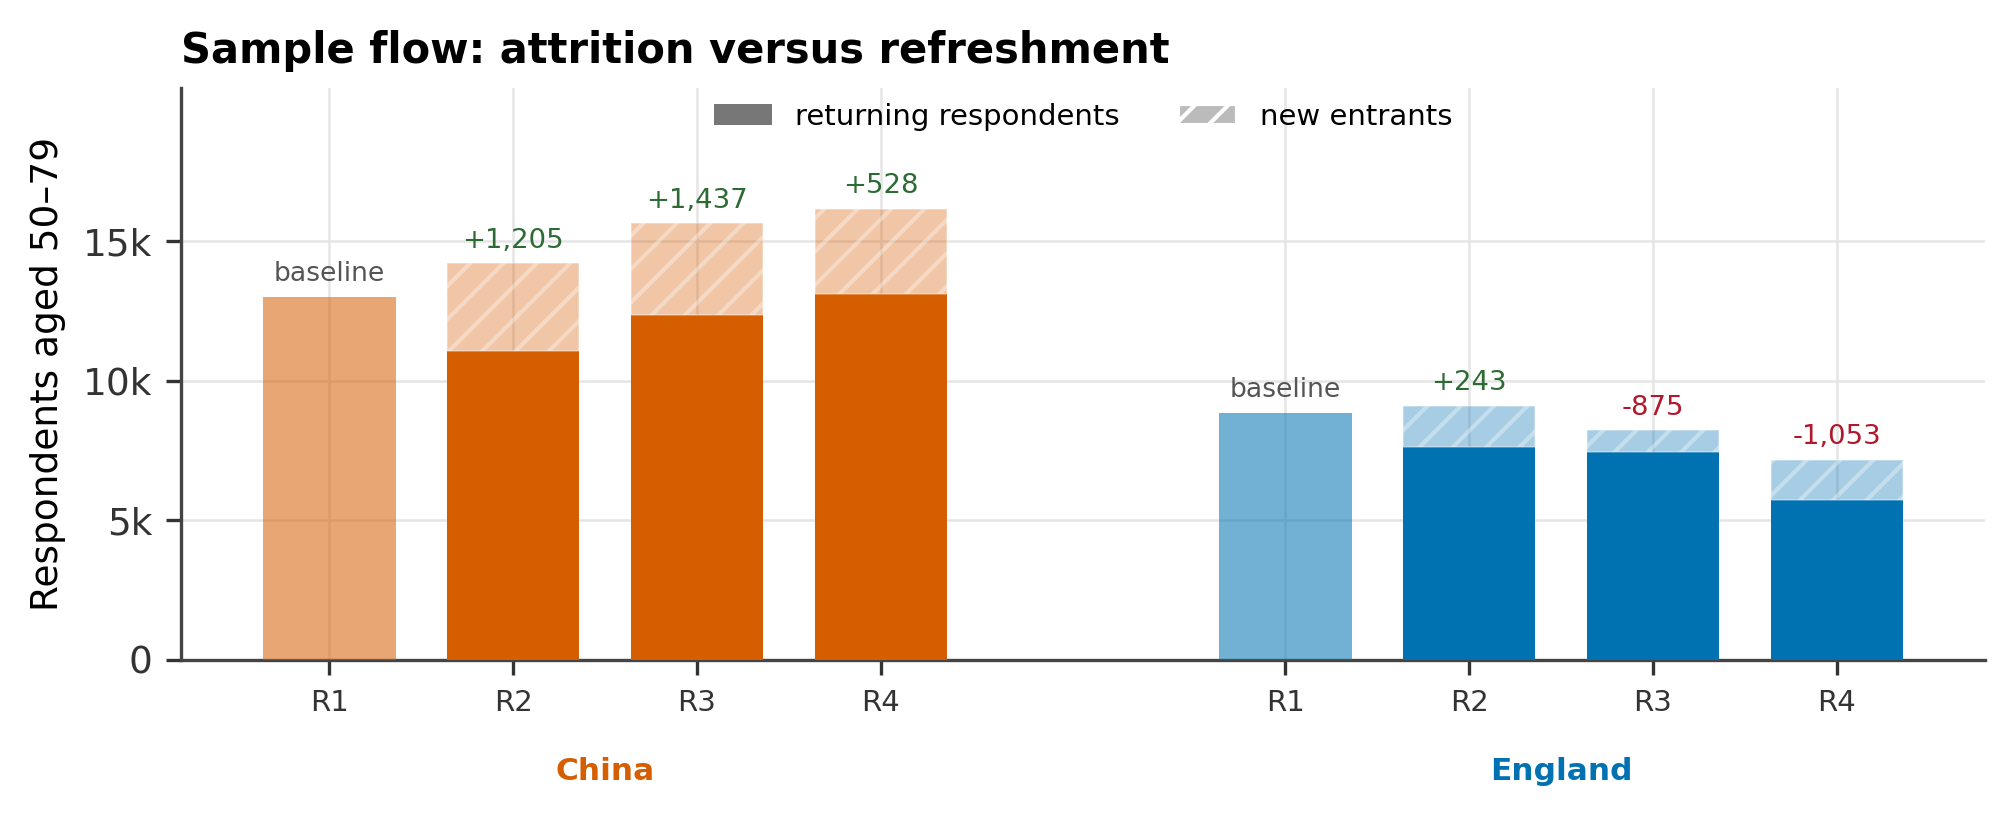 Sample flow: attrition versus refreshment
returning respondents
new entrants
Respondents aged 50–79
15k
10k
5k
0
baseline
+1,205
+1,437
+528
baseline
+243
-875
-1,053
R1 R2 R3 R4 R1 R2 R3 R4
China England